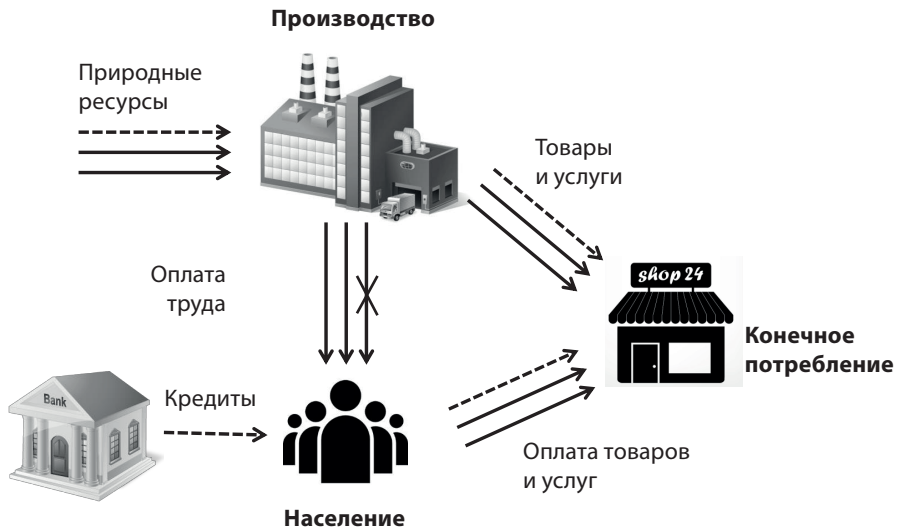 Производство
Природные
ресурсы
Товары
и услуги
Оплата
труда
shop 24
Конечное
потребление
Bank
Кредиты
Оплата товаров
и услуг
Население